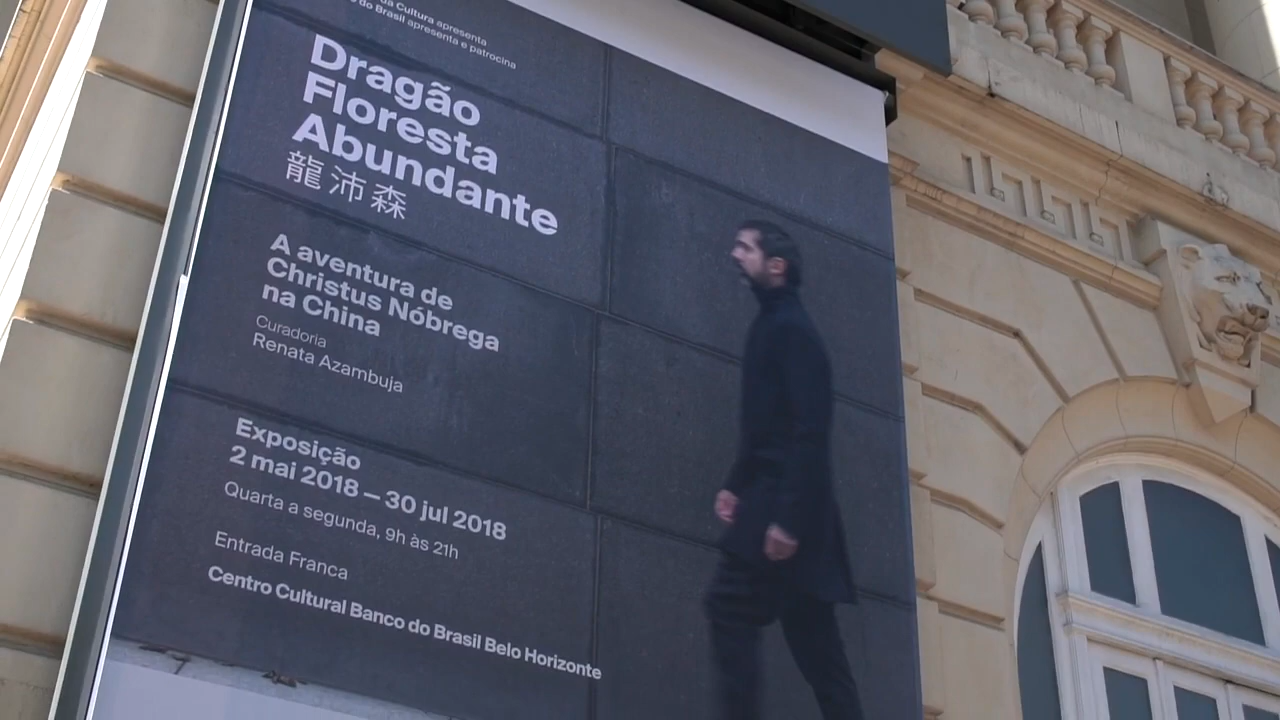 da Cultura apresenta
do Brasil apresenta e patrocina
Dragão
Floresta
Abundante
龍沛森
A aventura de
Christus Nóbrega
na China
Curadoria
Renata Azambuja
Exposição
2 mai 2018 – 30 jul 2018
Quarta a segunda, 9h às 21h
Entrada Franca
Centro Cultural Banco do Brasil Belo Horizonte